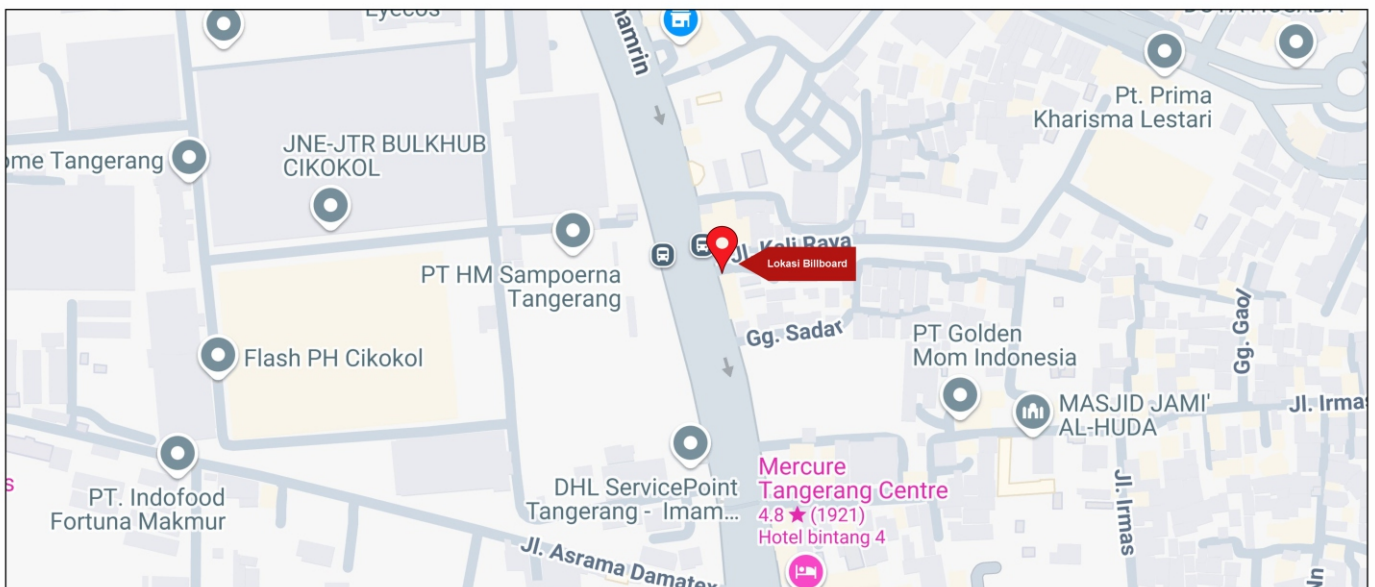 hamrin
Pt. Prima
Kharisma Lestari
JNE-JTR BULKHUB
CIKOKOL
ome Tangerang
Jl. Kali Raya
Lokasi Billboard
PT HM Sampoerna
Tangerang
Gg. Sadar
PT Golden
Mom Indonesia
Gg. Gaol
Flash PH Cikokol
MASJID JAMI'
AL-HUDA
Jl. Irmas
PT. Indofood
Fortuna Makmur
DHL ServicePoint
Tangerang - Imam...
Mercure
Tangerang Centre
4.8 ★ (1921)
Hotel bintang 4
Jl. Irmas
Jl. Asrama Damatex